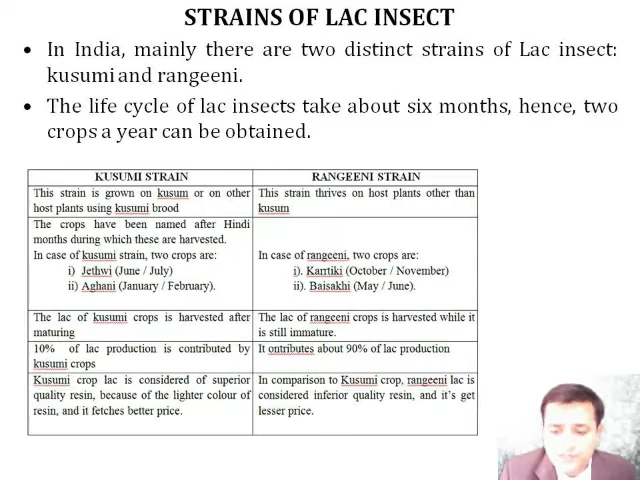 STRAINS OF LAC INSECT
• In India, mainly there are two distinct strains of Lac insect:
kusumi and rangeeni.
• The life cycle of lac insects take about six months, hence, two
crops a year can be obtained.
KUSUMI STRAIN
RANGEENI STRAIN
This strain is grown on kusum or on other
host plants using kusumi brood
This strain thrives on host plants other than
kusum
The crops have been named after Hindi
months during which these are harvested.
In case of kusumi strain, two crops are:
i) Jethwi (June / July)
ii) Aghani (January / February).
In case of rangeeni, two crops are:
i). Karrtiki (October / November)
ii). Baisakhi (May / June).
The lac of kusumi crops is harvested after
maturing
The lac of rangeeni crops is harvested while it
is still immature.
10% of lac production is contributed by
kusumi crops
It ontributes about 90% of lac production
Kusumi crop lac is considered of superior
quality resin, because of the lighter colour of
resin, and it fetches better price.
In comparison to Kusumi crop, rangeeni lac is
considered inferior quality resin, and it's get
lesser price.